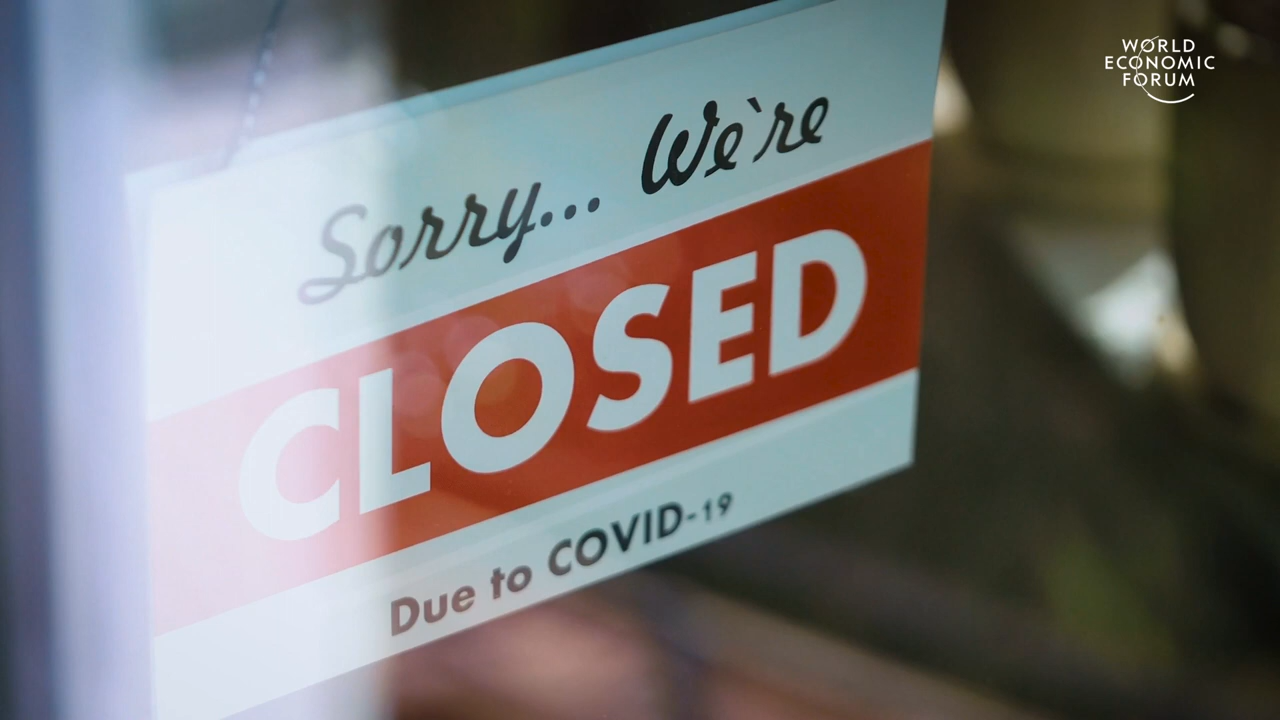 WORLD
ECONOMIC
FORUM
Sorry... We`re
CLOSED
Due to COVID-19